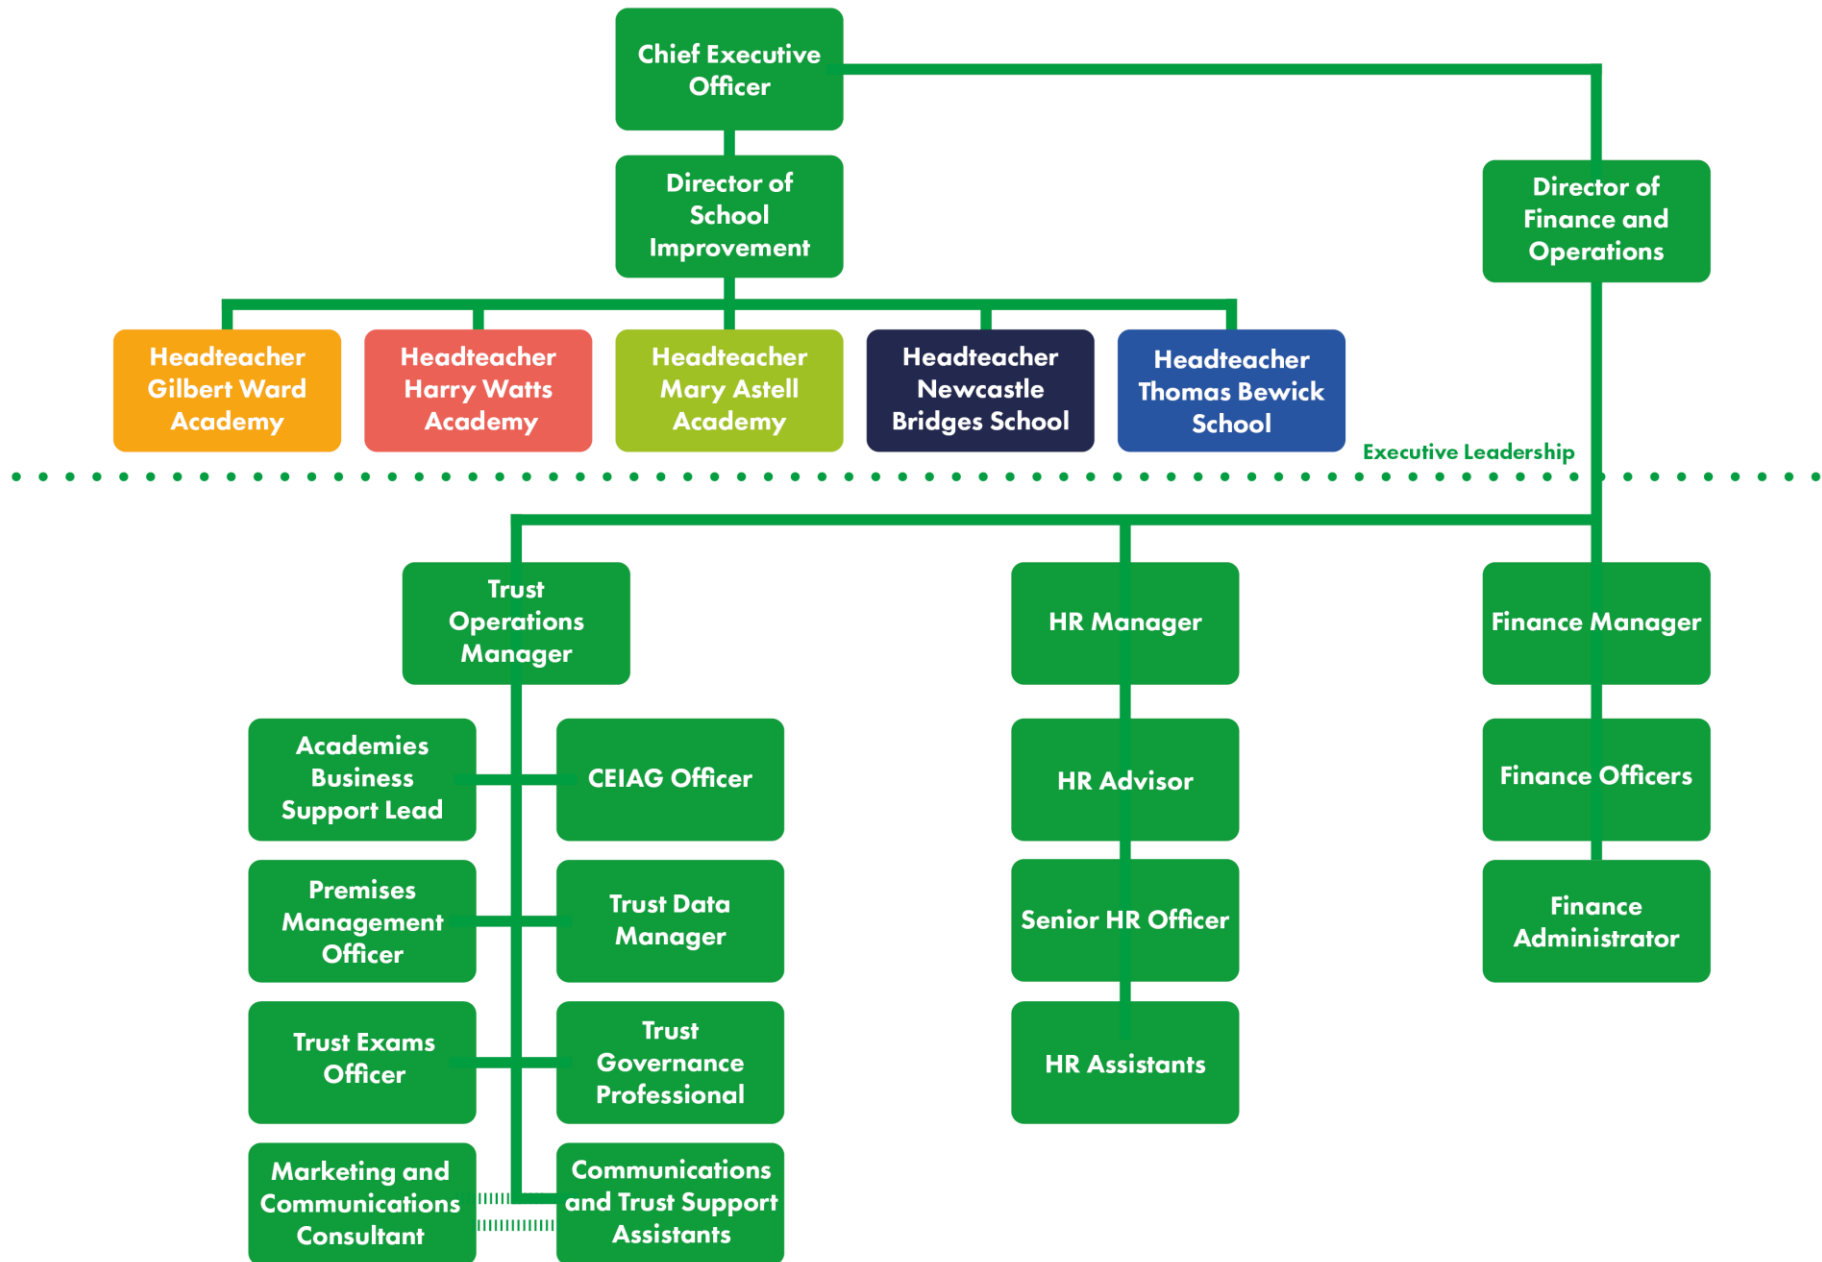 Chief Executive
Officer
Director of
School
Improvement
Director of
Finance and
Operations
Headteacher
Gilbert Ward
Academy
Headteacher
Harry Watts
Academy
Headteacher
Mary Astell
Academy
Headteacher
Newcastle
Bridges School
Headteacher
Thomas Bewick
School
Executive Leadership
Trust
Operations
Manager
HR Manager
Finance Manager
Academies
Business
Support Lead
CEIAG Officer
HR Advisor
Finance Officers
Premises
Management
Officer
Trust Data
Manager
Senior HR Officer
Finance
Administrator
Trust Exams
Officer
Trust
Governance
Professional
HR Assistants
Marketing and
Communications
Consultant
Communications
and Trust Support
Assistants